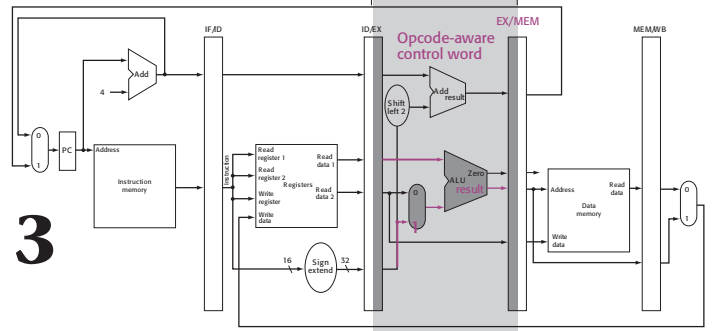 EX/MEM
IF/ID
ID/EX
MEM/WB
Opcode-aware
control word
Add
4
Add
result
Shift
left 2
0
1
PC
Address
Instruction
memory
Instruction
Read
register 1
Read
register 2
Write
register
Write
data
Registers
Read
data 1
Read
data 2
0
1
Zero
ALU
result
Address
Read
data
Data
memory
Write
data
0
1
3
16
Sign
extend
32